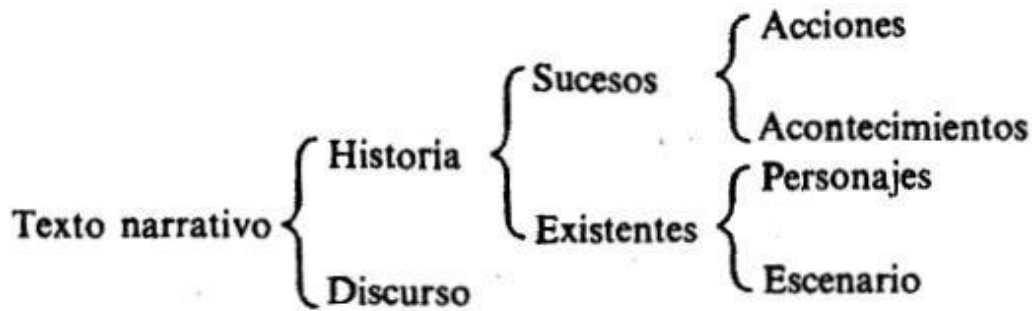 Acciones
Sucesos
Acontecimientos
Historia
Personajes
Texto narrativo
Existentes
Discurso
Escenario